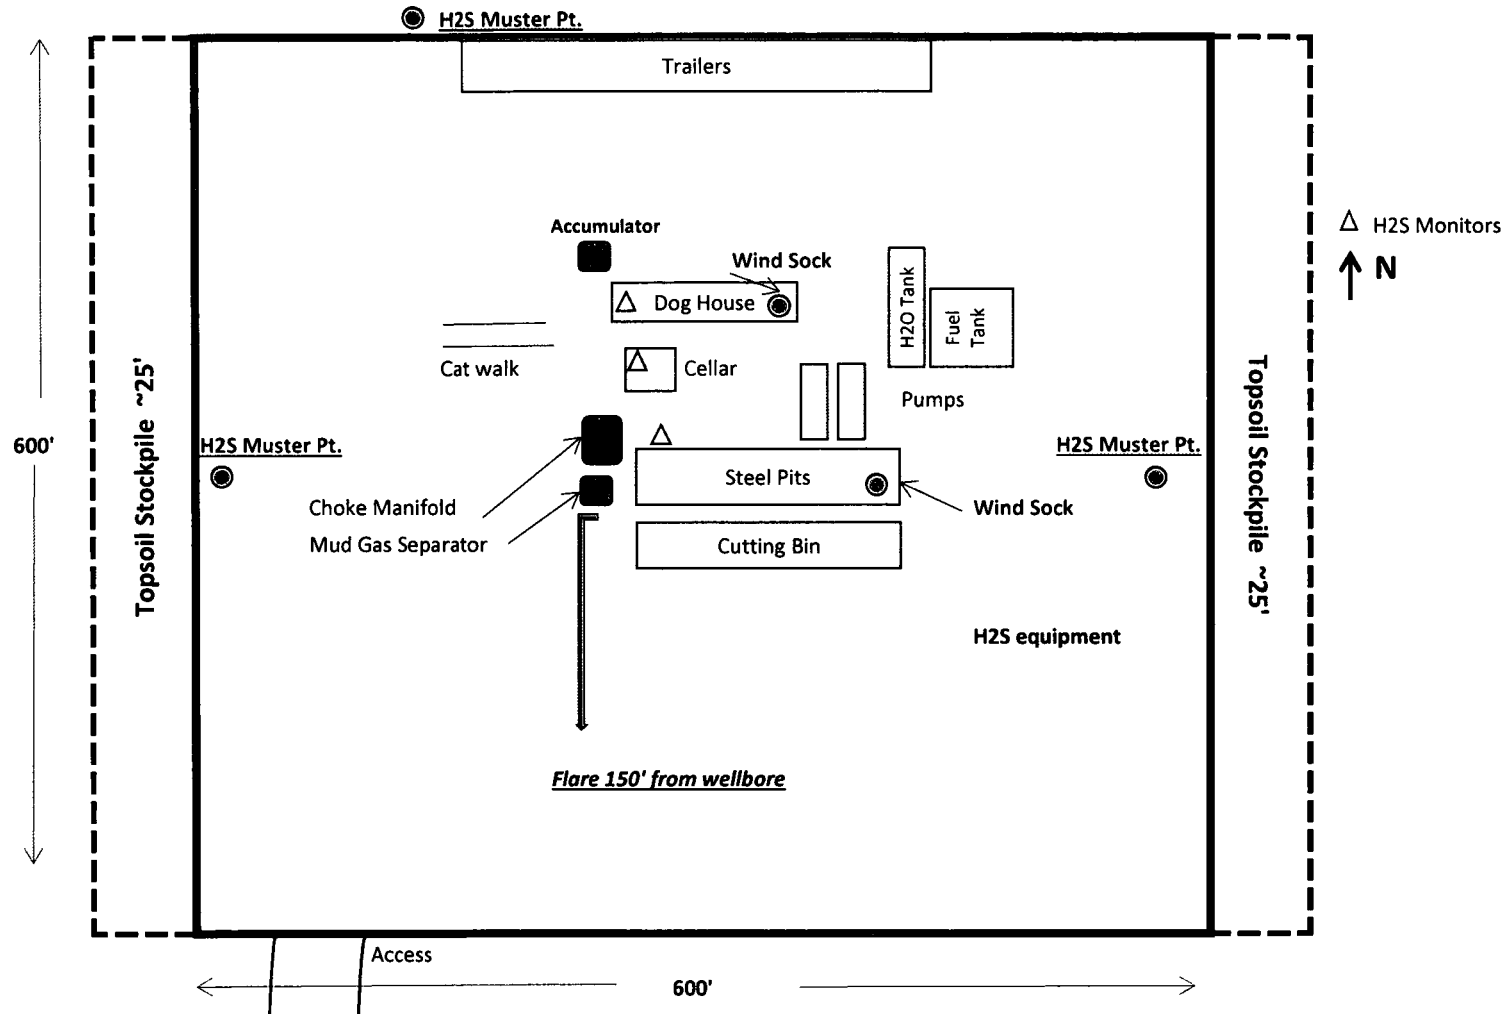 H2S Muster Pt.
Trailers
Accumulator
Wind Sock
Dog House
H2O Tank
Fuel
Tank
H2S Monitors
N
Cat walk
Cellar
Pumps
600'
Topsoil Stockpile ~25'
H2S Muster Pt.
H2S Muster Pt.
Topsoil Stockpile ~25'
Steel Pits
Choke Manifold
Wind Sock
Mud Gas Separator
Cutting Bin
H2S equipment
Flare 150' from wellbore
Access
600'